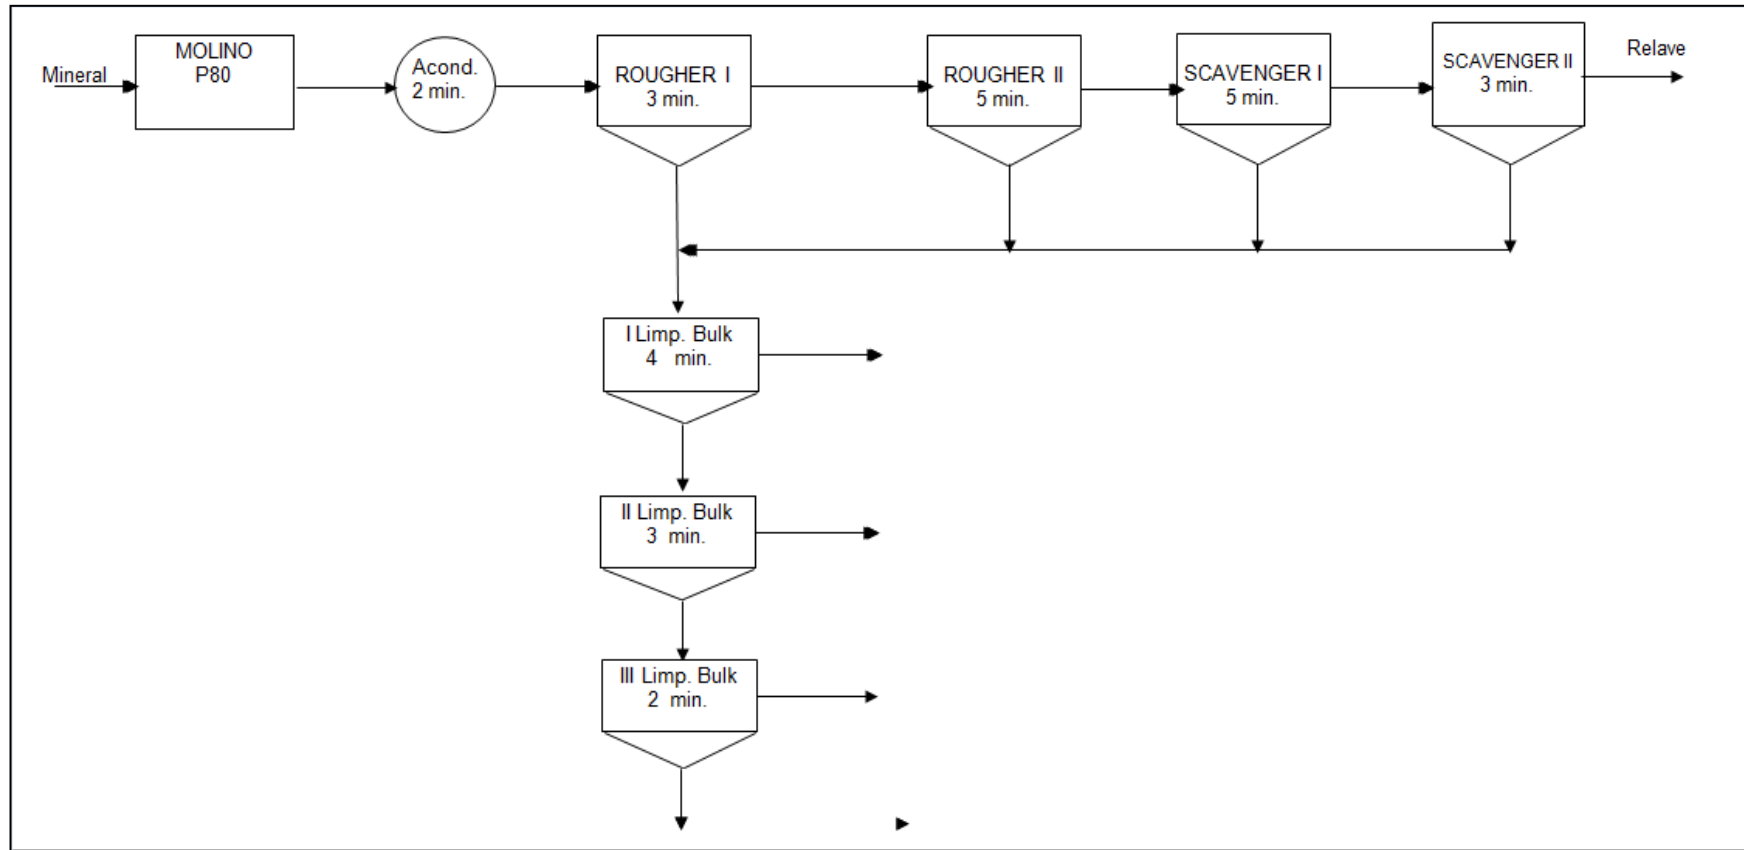 Mineral
MOLINO
P80
Acond.
2 min.
ROUGHER I
3 min.
ROUGHER II
5 min.
SCAVENGER I
5 min.
SCAVENGER II
3 min.
Relave
I Limp. Bulk
4 min.
II Limp. Bulk
3 min.
III Limp. Bulk
2 min.